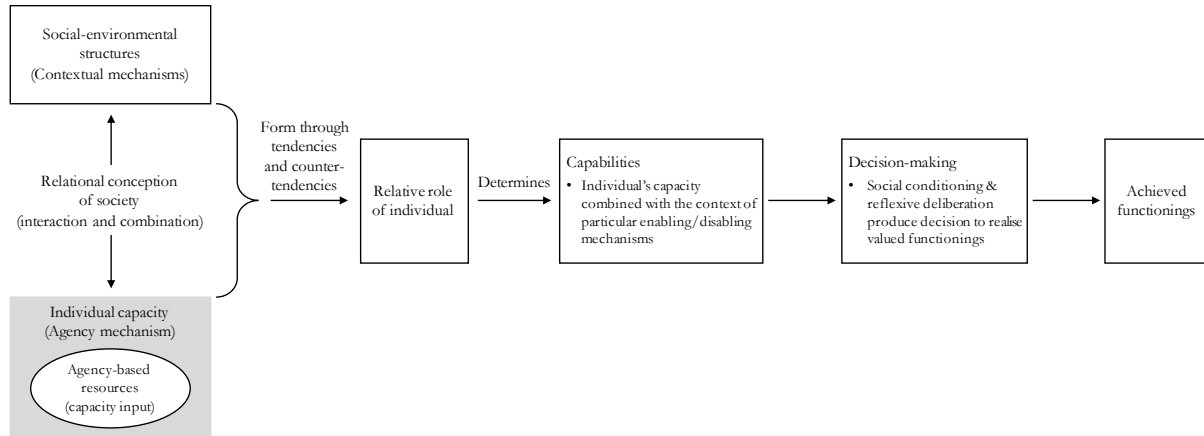 Social-environmental
structures
(Contextual mechanisms)
Relational conception
of society
(interaction and combination)
Individual capacity
(Agency mechanism)
Agency-based
resources
(capacity input)
Form through
tendencies
and counter-
tendencies
Relative role
of individual
Determines
Capabilities
• Individual's capacity
combined with the context of
particular enabling/disabling
mechanisms
Decision-making
• Social conditioning &
reflexive deliberation
produce decision to realise
valued functionings
Achieved
functionings